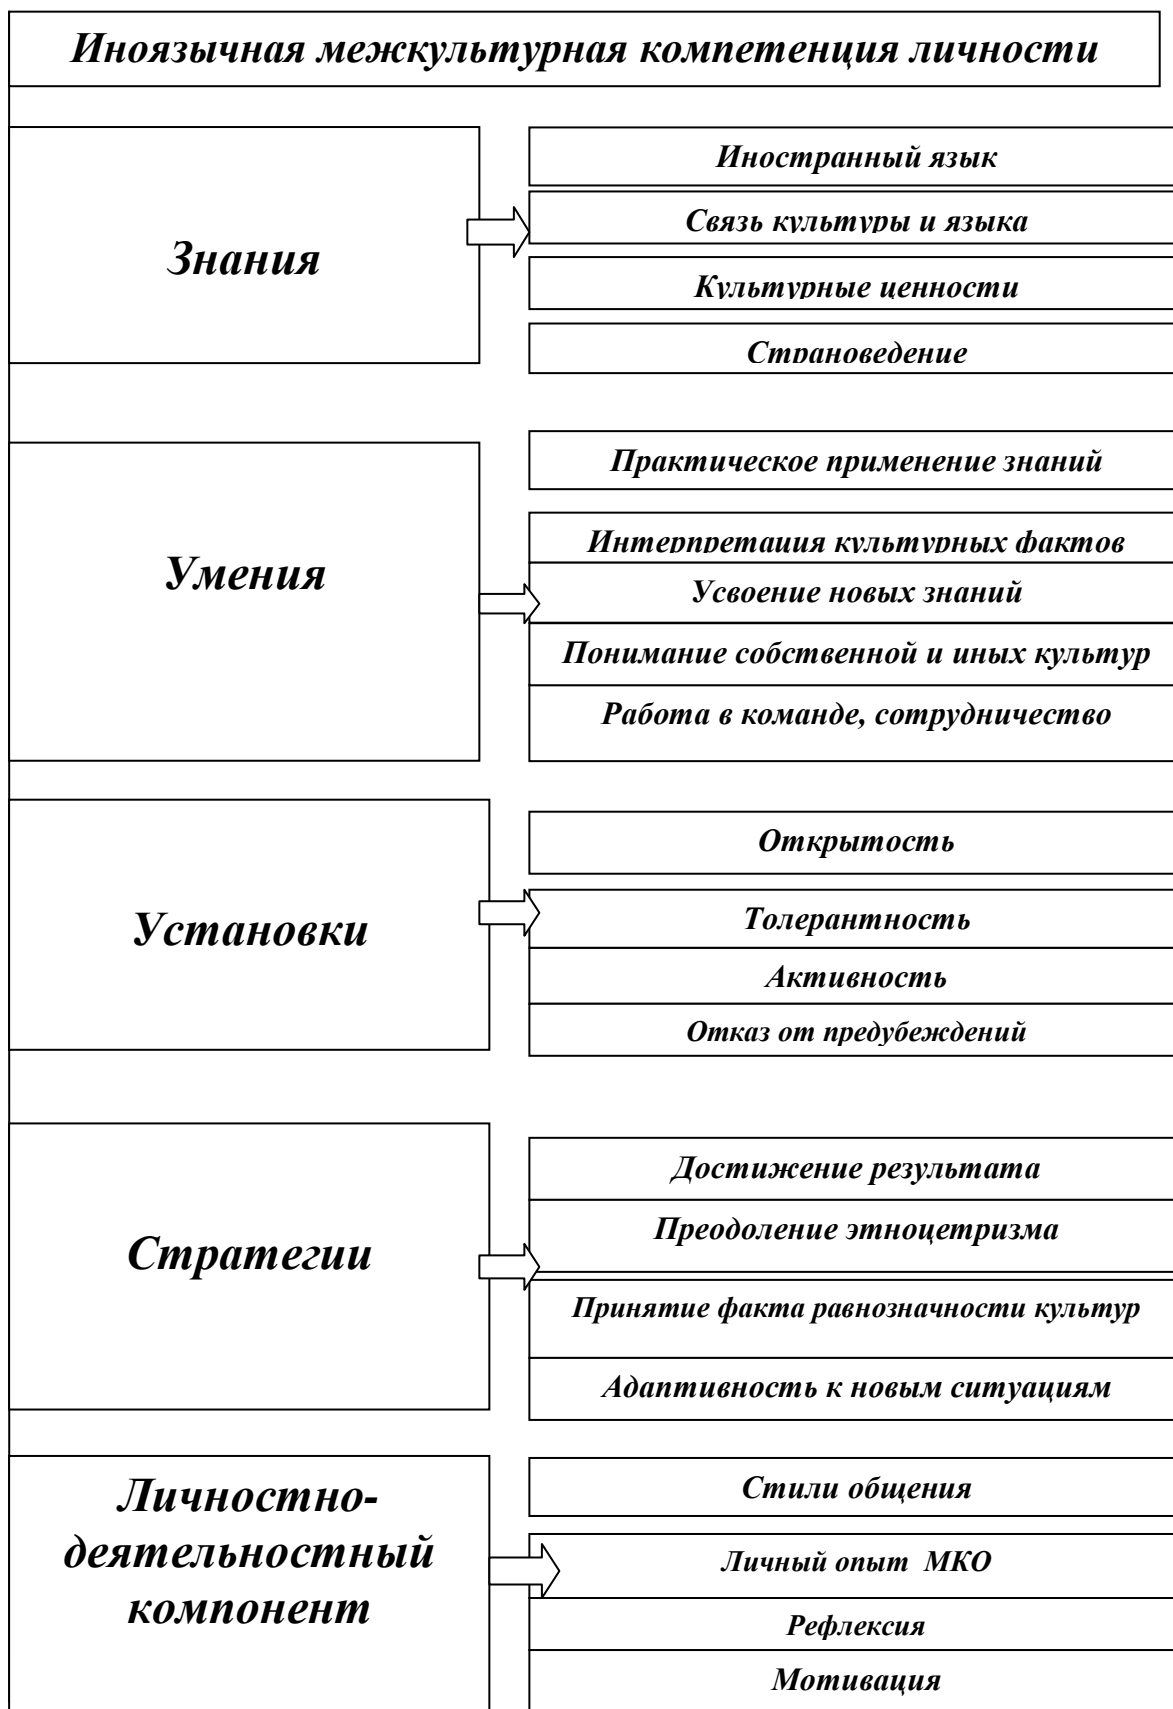 Иноязычная межкультурная компетенция личности
Знания
Иностранный язык
Связь культуры и языка
Культурные ценности
Страноведение
Умения
Практическое применение знаний
Интерпретация культурных фактов
Усвоение новых знаний
Понимание собственной и иных культур
Работа в команде, сотрудничество
Установки
Открытость
Толерантность
Активность
Отказ от предубеждений
Стратегии
Достижение результата
Преодоление этноцетризма
Принятие факта равнозначности культур
Адаптивность к новым ситуациям
Личностно-
деятельностный
компонент
Стили общения
Личный опыт МКО
Рефлексия
Мотивация